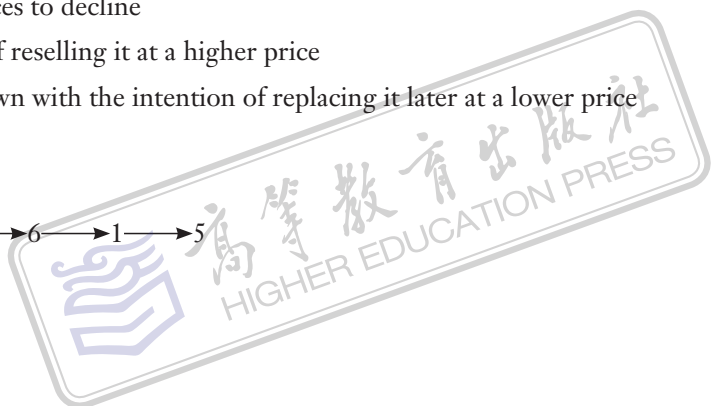 ces to decline
f reselling it at a higher price
wn with the intention of replacing it later at a lower price
6 1 5
高等教育出版社
HIGHER EDUCATION PRESS